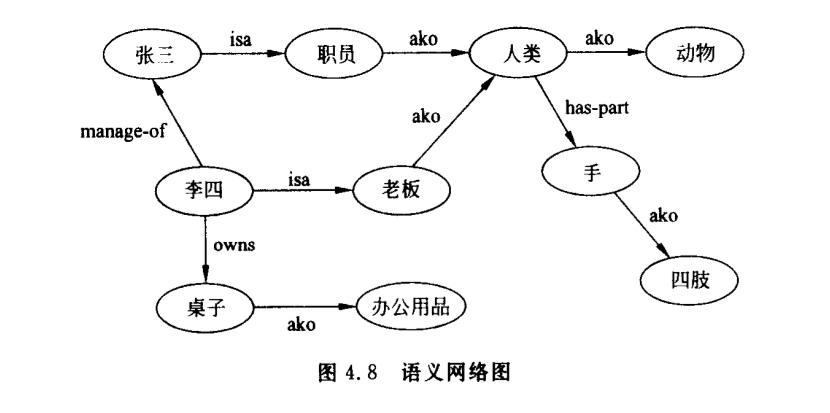 张三 isa 职员 ako 人类 ako 动物
manage-of ako has-part
李四 isa 老板 手
owns ako
桌子 ako 办公用品 四肢
图 4.8 语义网络图